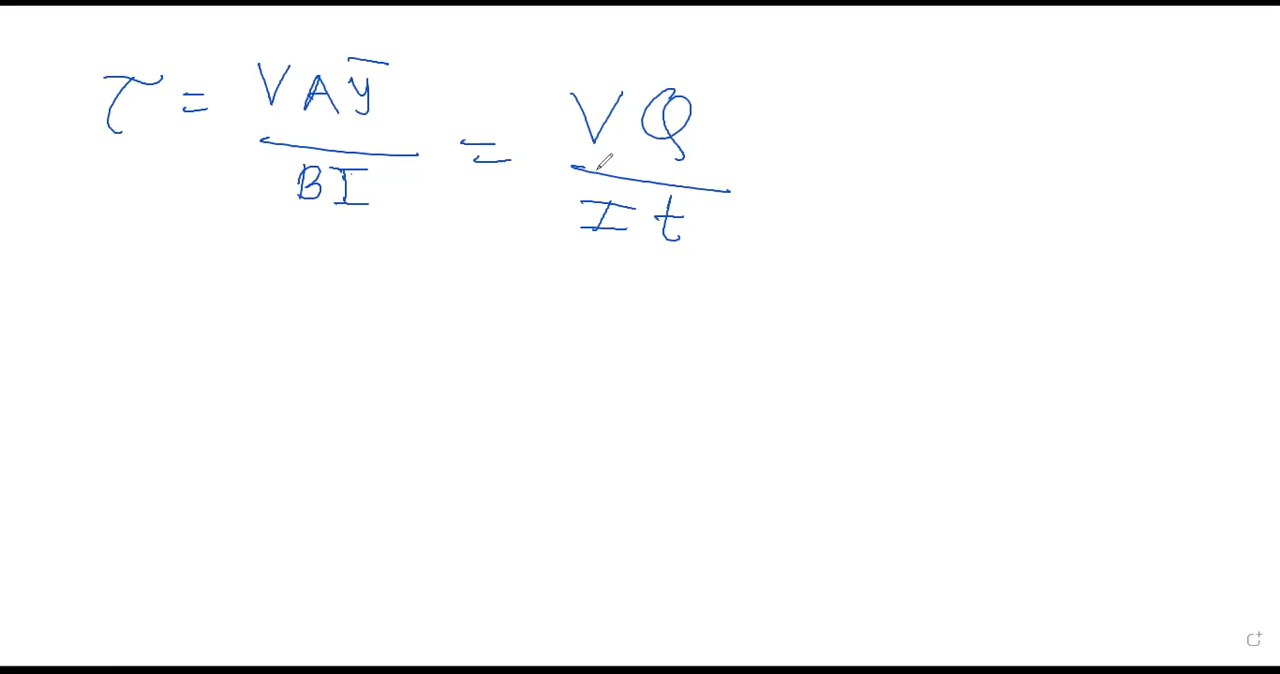 τ = VAȳ / BI = VQ / It